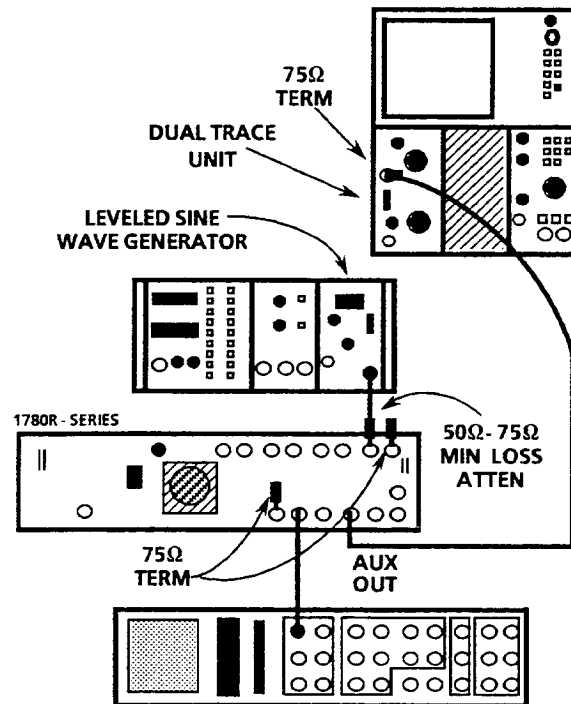 75Ω
TERM
DUAL TRACE
UNIT
LEVELED SINE
WAVE GENERATOR
1780R - SERIES
50Ω- 75Ω
MIN LOSS
ATTEN
75Ω
TERM
AUX
OUT